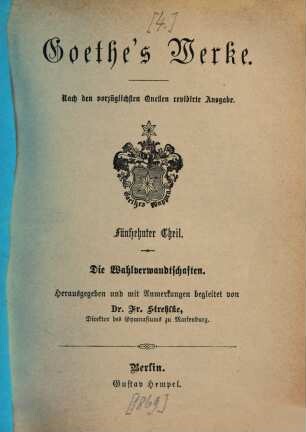 [4.]
Goethe's Werke.
Nach den vorzüglichsten Quellen revidirte Ausgabe.
Goethes Wappen
Fünfzehnter Theil.
Die Wahlverwandtschaften.
Herausgegeben und mit Anmerkungen begleitet von
Dr. Fr. Strehlke,
Direktor des Gymnasiums zu Marienburg.
Berlin.
Gustav Hempel.
[1869]